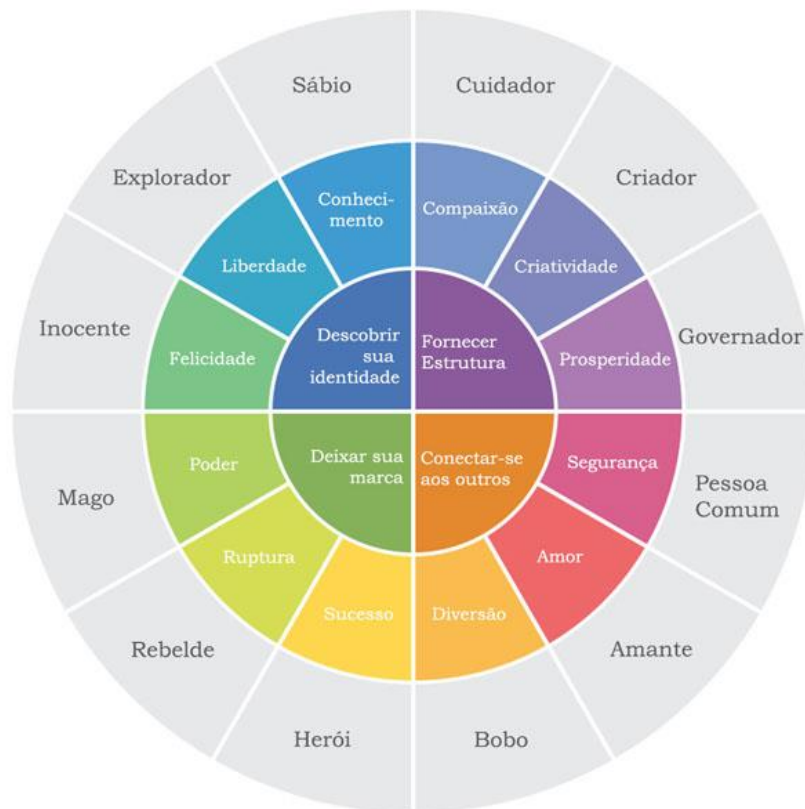 Sábio
Cuidador
Explorador
Criador
Inocente
Governador
Mago
Pessoa
Comum
Rebelde
Amante
Herói
Bobo
Conheci-
mento
Compaixão
Liberdade
Criatividade
Felicidade
Prosperidade
Poder
Segurança
Ruptura
Amor
Sucesso
Diversão
Descobrir
sua
identidade
Fornecer
Estrutura
Deixar sua
marca
Conectar-se
aos outros